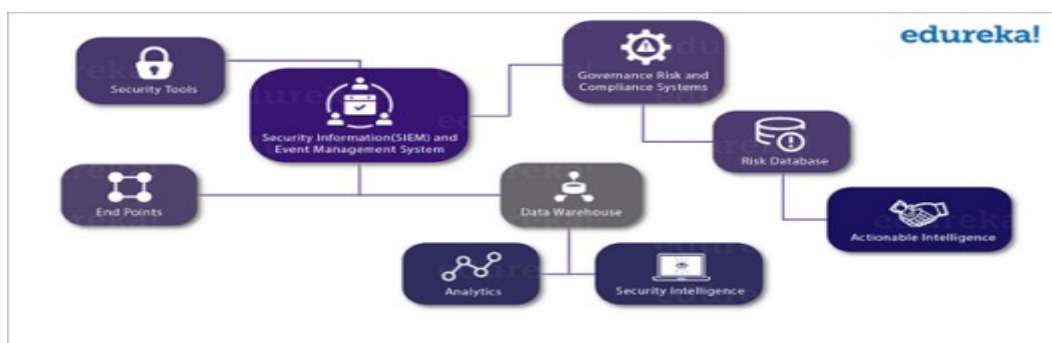 edureka!
Security Tools
Governance Risk and
Compliance Systems
Security Information(SIEM) and
Event Management System
Risk Database
End Points
Data Warehouse
Actionable Intelligence
Analytics
Security Intelligence